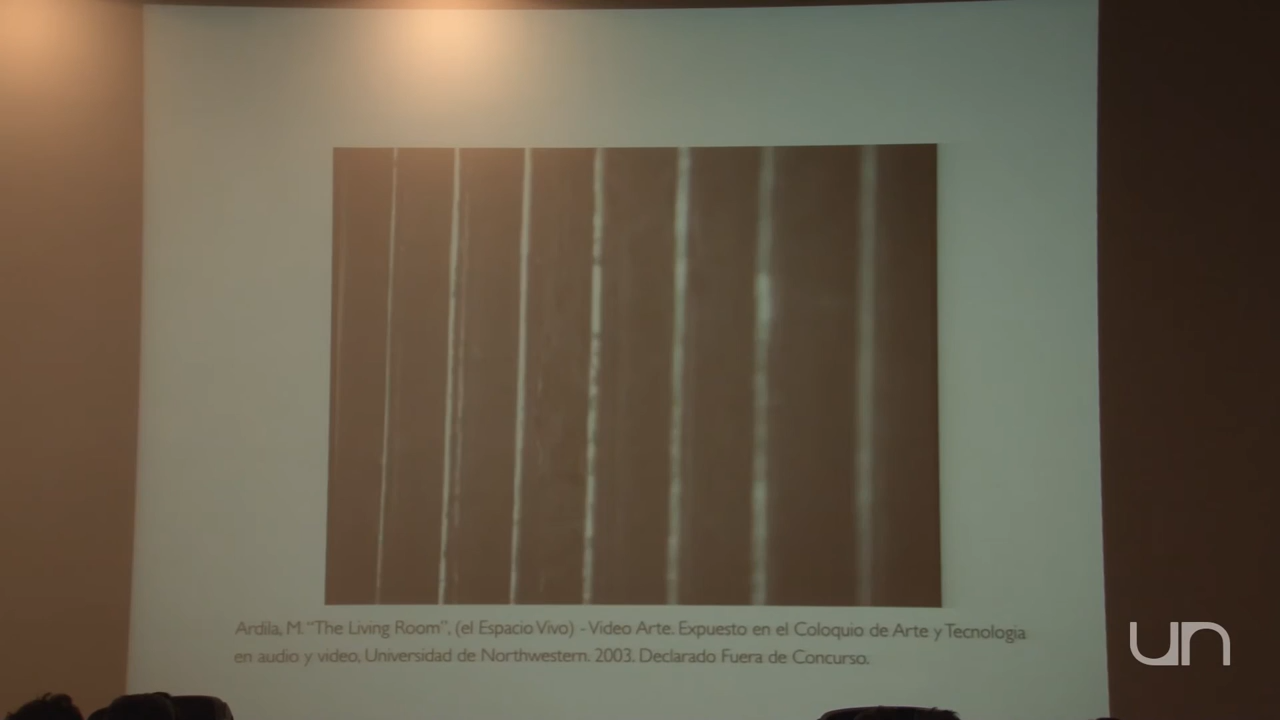 Ardila, M. "The Living Room", (el Espacio Vivo) - Video Arte. Expuesto en el Coloquio de Arte y Tecnologia
en audio y video, Universidad de Northwestern. 2003. Declarado Fuera de Concurso.
un